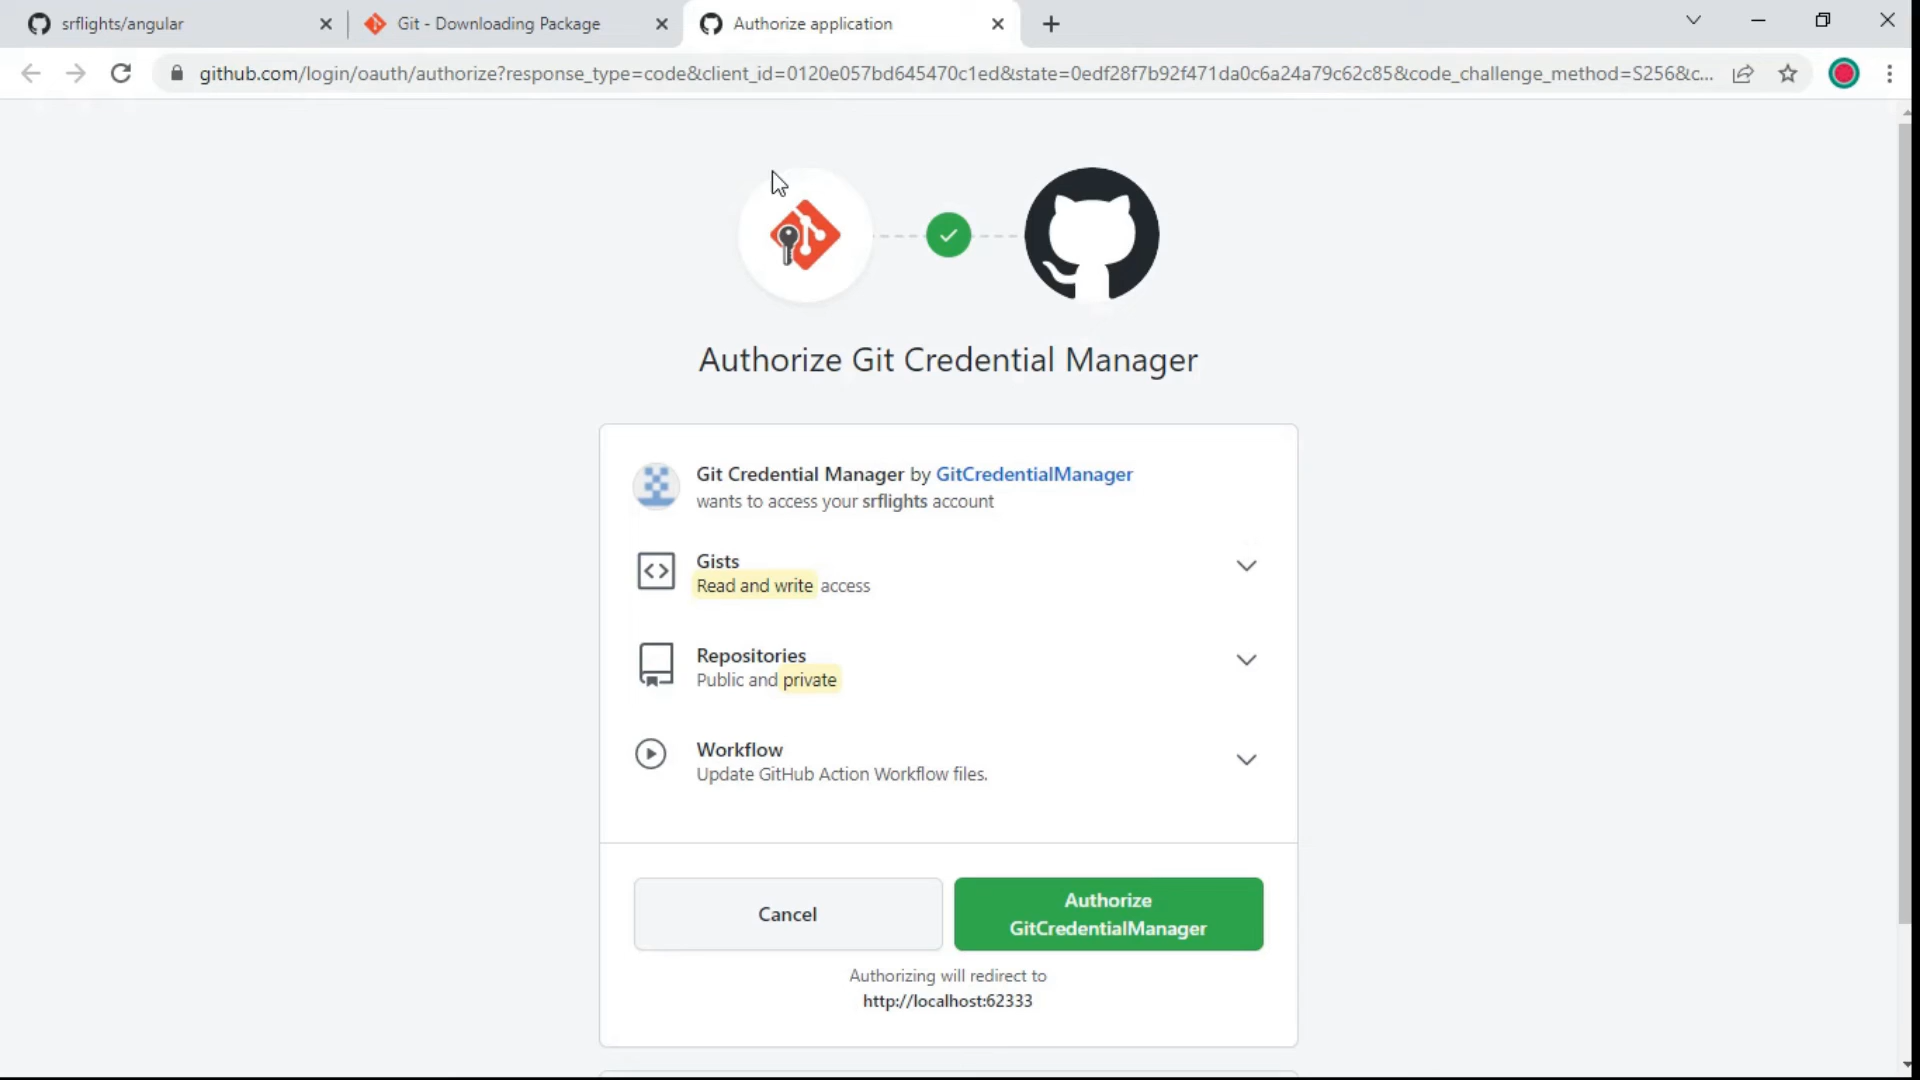 srflights/angular
Git - Downloading Package
Authorize application
github.com/login/oauth/authorize?response_type=code&client_id=0120e057bd645470c1ed&state=0edf28f7b92f471da0c6a24a79c62c85&code_challenge_method=S256&c...
Authorize Git Credential Manager
Git Credential Manager by GitCredentialManager
wants to access your srflights account
Gists
Read and write access
Repositories
Public and private
Workflow
Update GitHub Action Workflow files.
Cancel
Authorize
GitCredentialManager
Authorizing will redirect to
http://localhost:62333